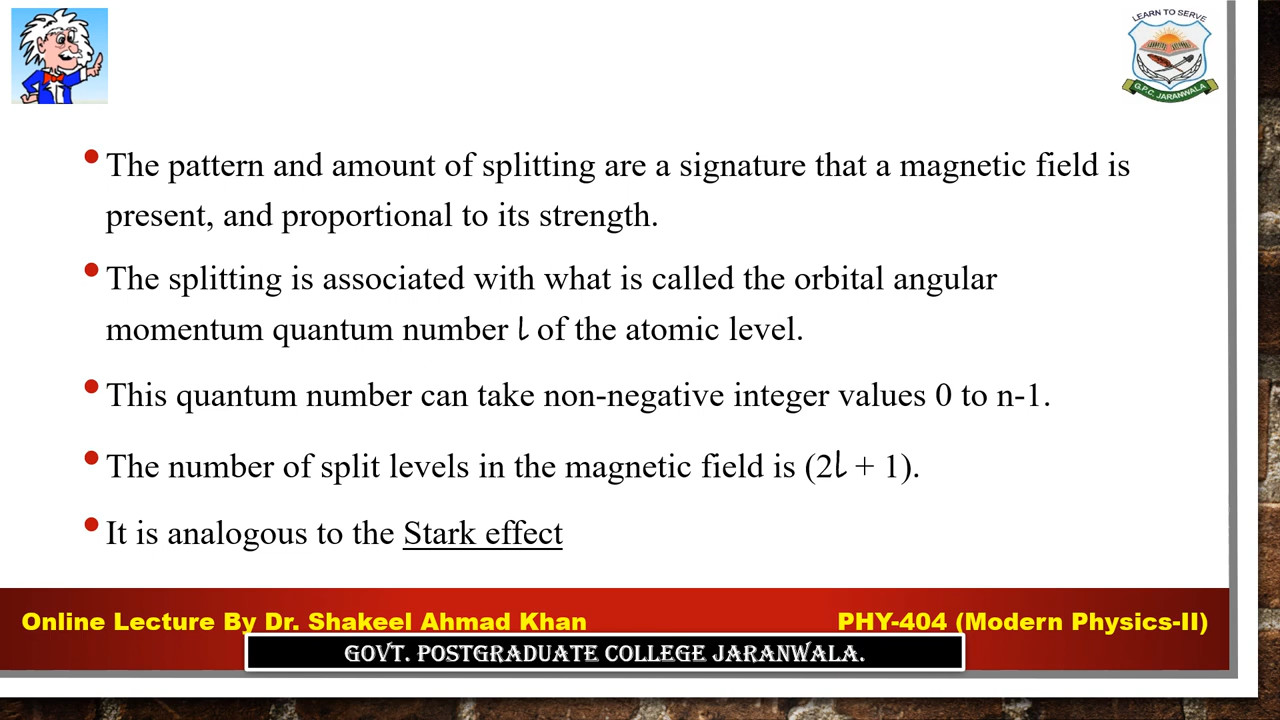 LEARN TO SERVE
G.P.C. JARANWALA
• The pattern and amount of splitting are a signature that a magnetic field is
present, and proportional to its strength.
• The splitting is associated with what is called the orbital angular
momentum quantum number l of the atomic level.
• This quantum number can take non-negative integer values 0 to n-1.
• The number of split levels in the magnetic field is (2l + 1).
• It is analogous to the Stark effect
Online Lecture By Dr. Shakeel Ahmad Khan
PHY-404 (Modern Physics-II)
GOVT. POSTGRADUATE COLLEGE JARANWALA.